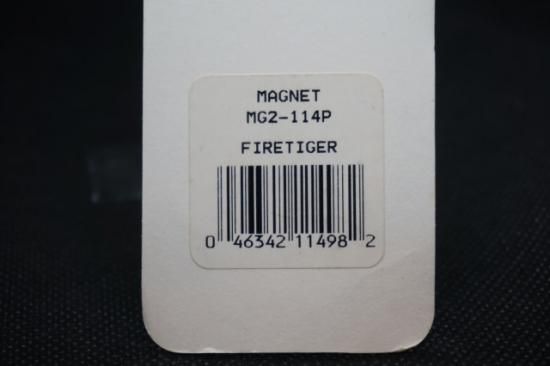 MAGNET
MG2-114P
FIRETIGER
0 46342 11498 2